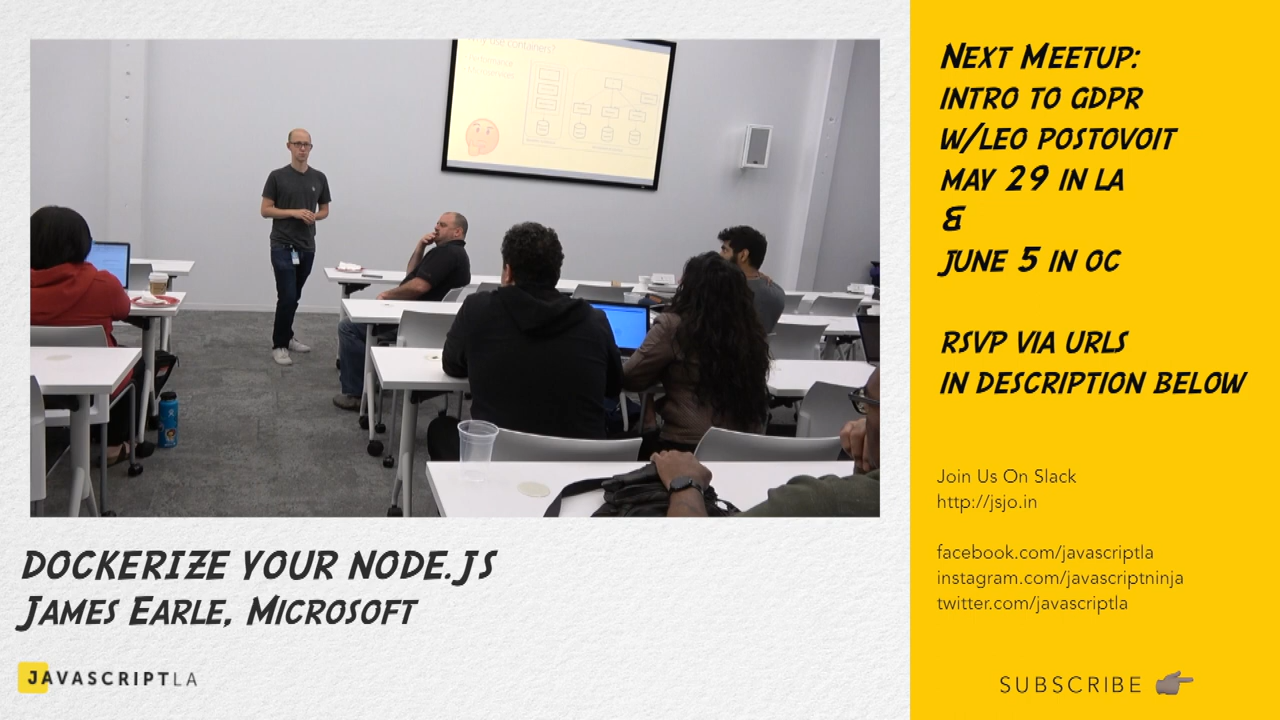 use containers?
NEXT MEETUP:
INTRO TO GDPR
W/LEO POSTOVOIT
MAY 29 IN LA
&
JUNE 5 IN OC
RSVP VIA URLS
IN DESCRIPTION BELOW
Join Us On Slack
http://jsjo.in
facebook.com/javascriptla
instagram.com/javascriptninja
twitter.com/javascriptla
SUBSCRIBE
DOCKERIZE YOUR NODE.JS
JAMES EARLE, MICROSOFT
JAVASCRIPTLA